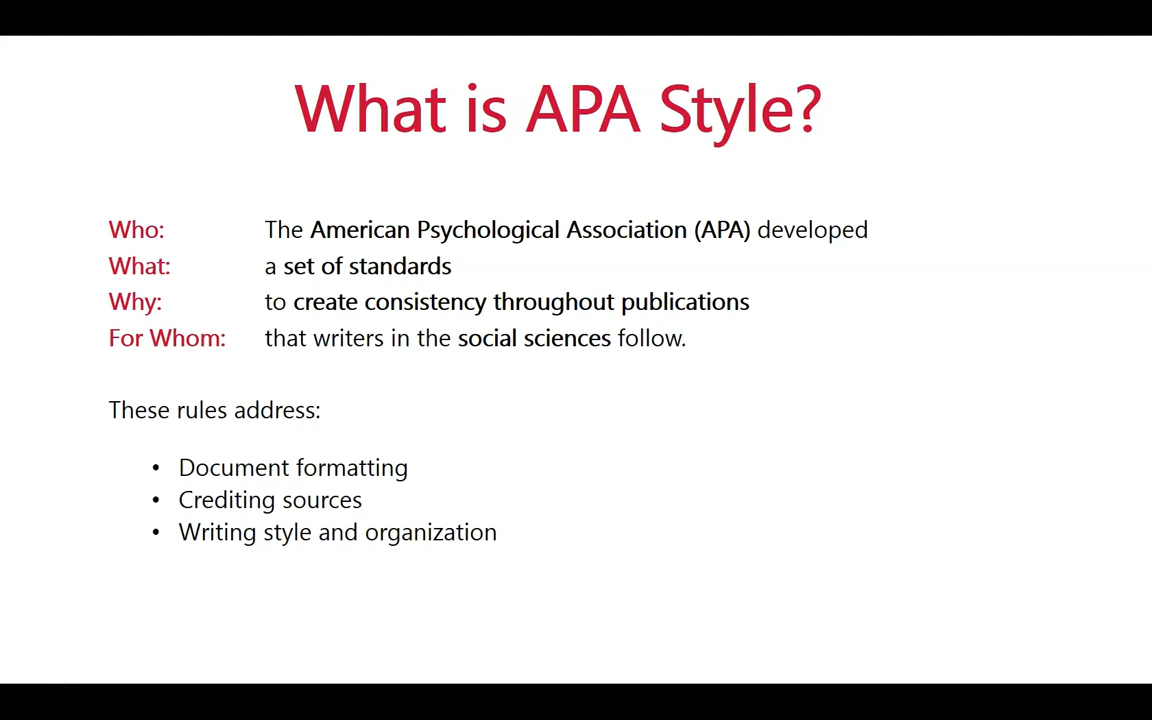 What is APA Style?
Who: The American Psychological Association (APA) developed
What: a set of standards
Why: to create consistency throughout publications
For Whom: that writers in the social sciences follow.
These rules address:
• Document formatting
• Crediting sources
• Writing style and organization